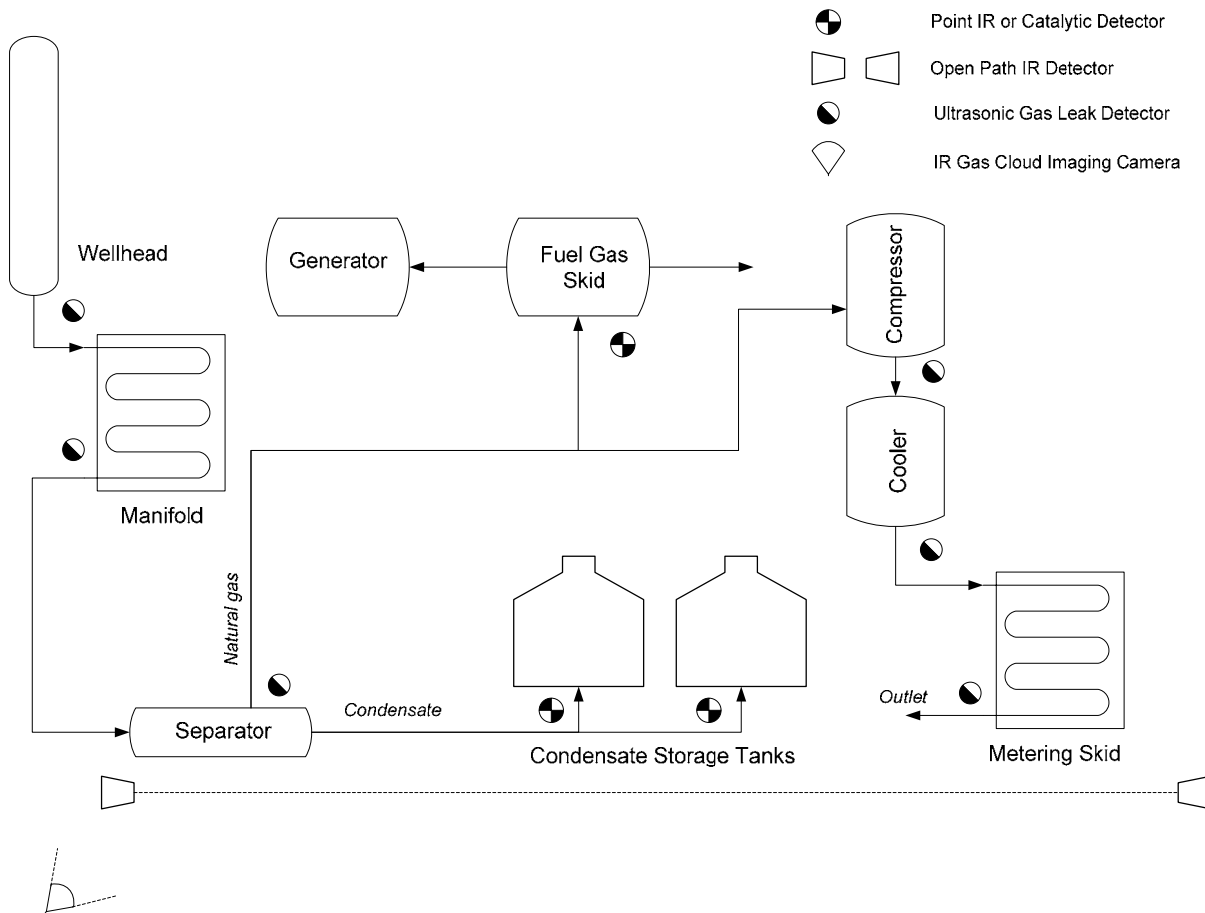 Point IR or Catalytic Detector
Open Path IR Detector
Ultrasonic Gas Leak Detector
IR Gas Cloud Imaging Camera
Wellhead
Generator
Fuel Gas
Skid
Compressor
Cooler
Manifold
Natural gas
Separator
Condensate
Condensate Storage Tanks
Outlet
Metering Skid